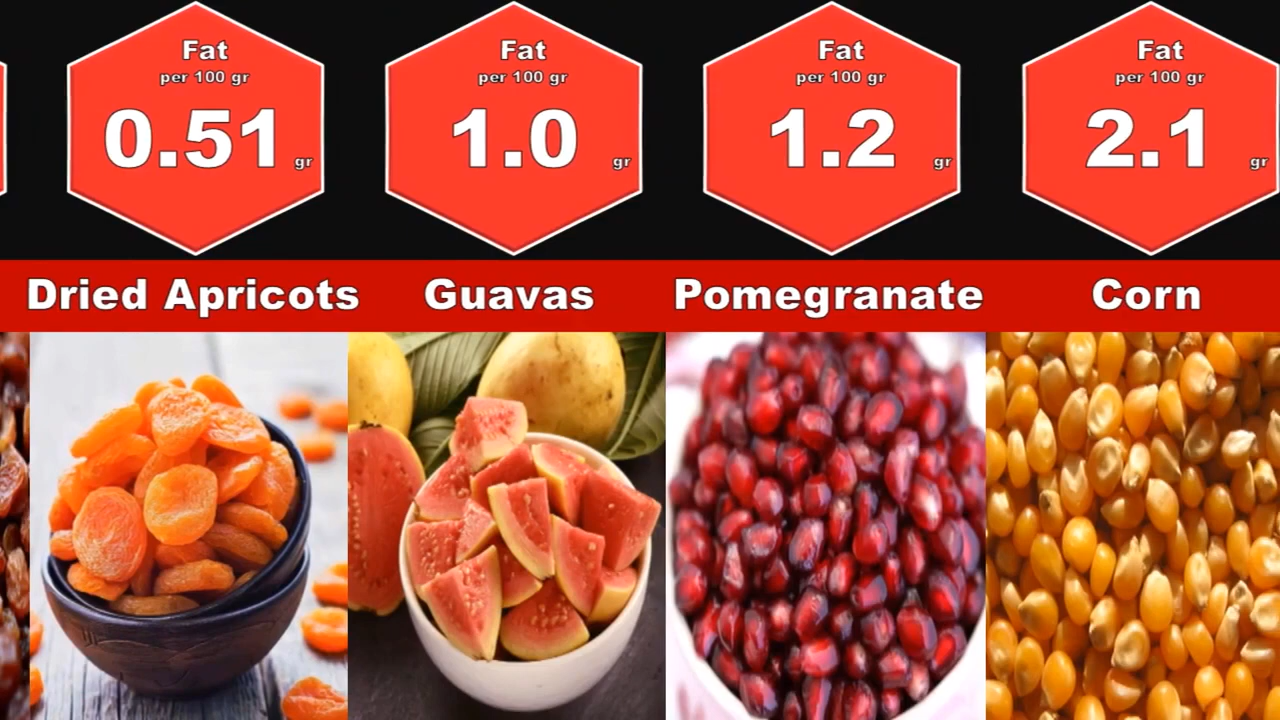 Fat
per 100 gr
0.51 gr
Dried Apricots
Fat
per 100 gr
1.0 gr
Guavas
Fat
per 100 gr
1.2 gr
Pomegranate
Fat
per 100 gr
2.1 gr
Corn